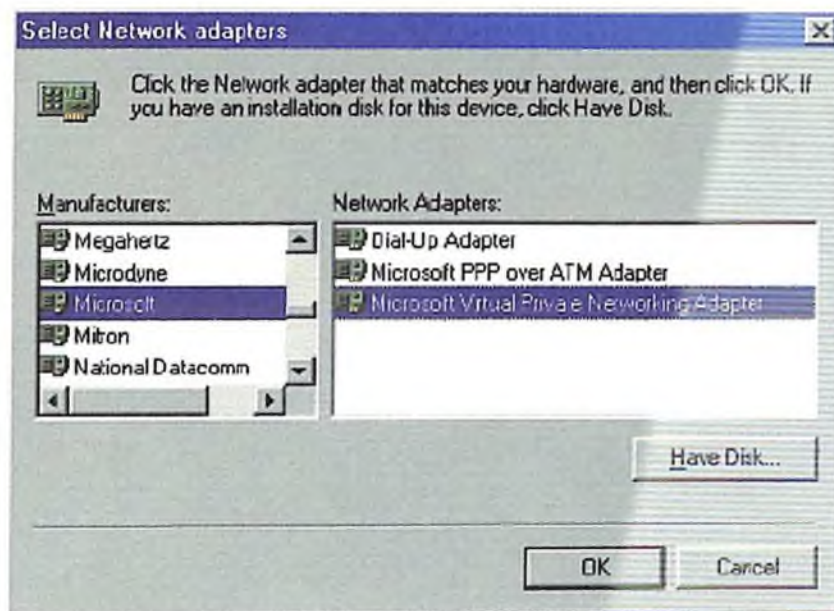 Select Network adapters
Click the Network adapter that matches your hardware, and then click OK. If
you have an installation disk for this device, click Have Disk.
Manufacturers:
Megahertz
Microdyne
Microsoft
Mitron
National Datacomm
Network Adapters:
Dial-Up Adapter
Microsoft PPP over ATM Adapter
Microsoft Virtual Private Networking Adapter
Have Disk...
OK
Cancel